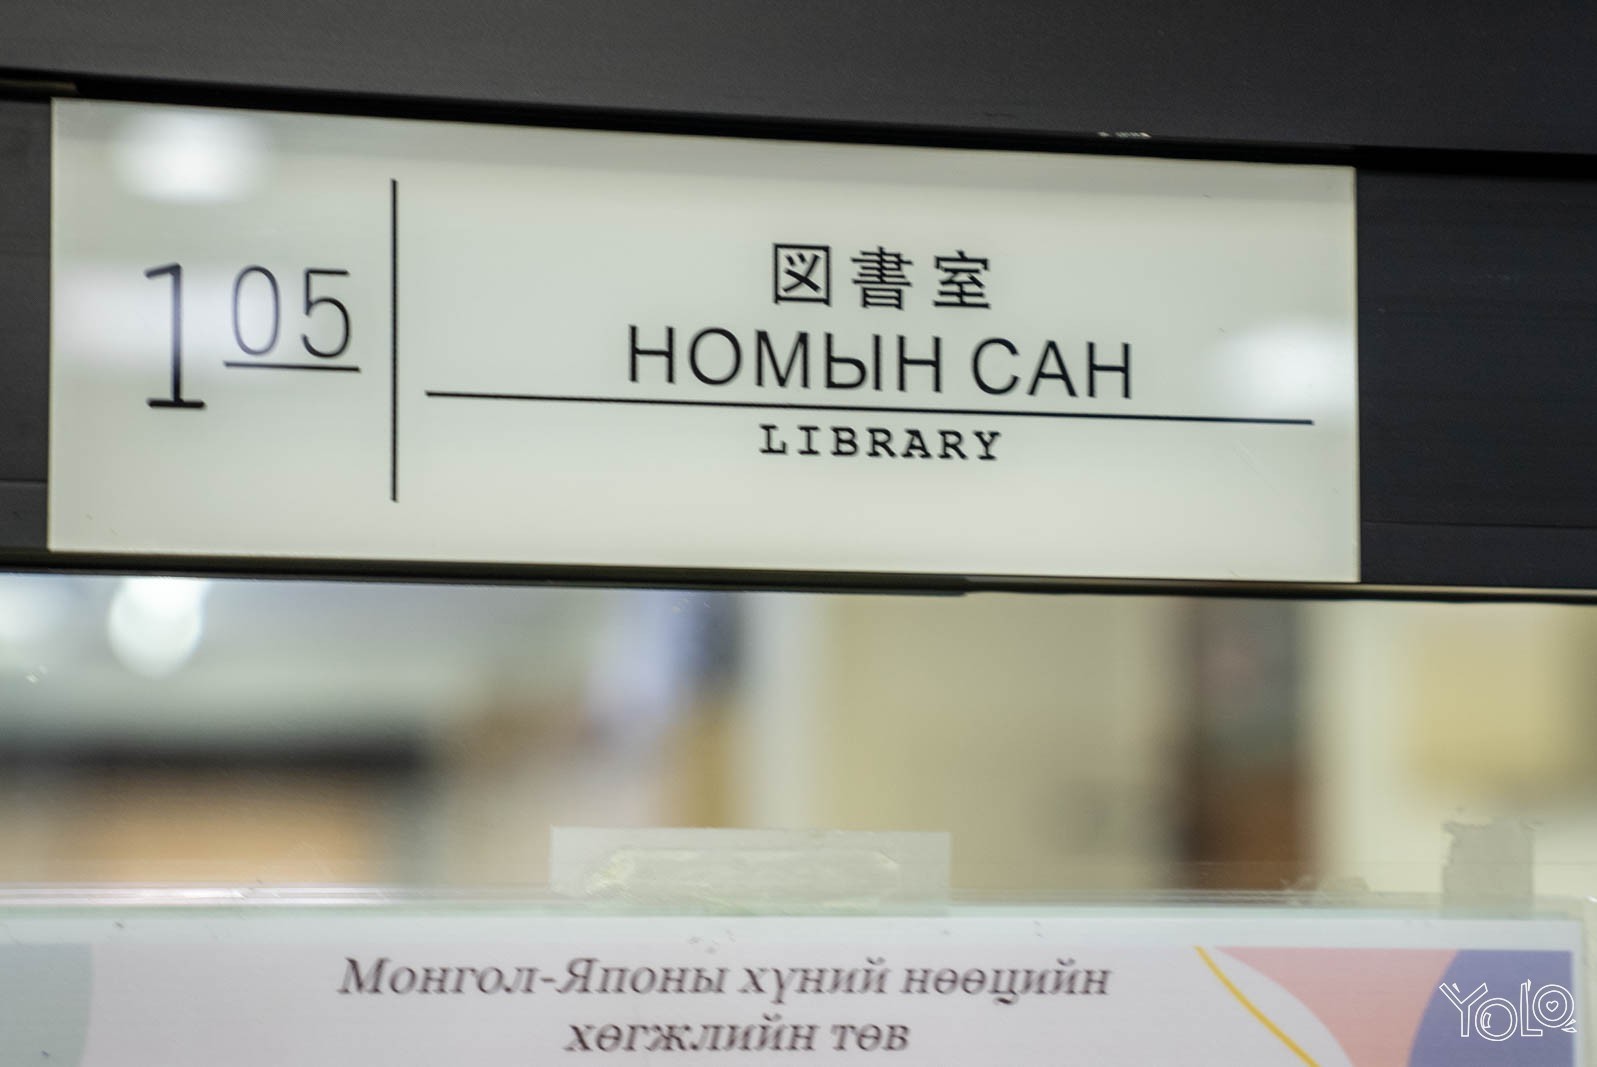 105
図書室
НОМЫН САН
LIBRARY
Монгол-Японы хүний нөөцийн
хөгжлийн төв
YOLO